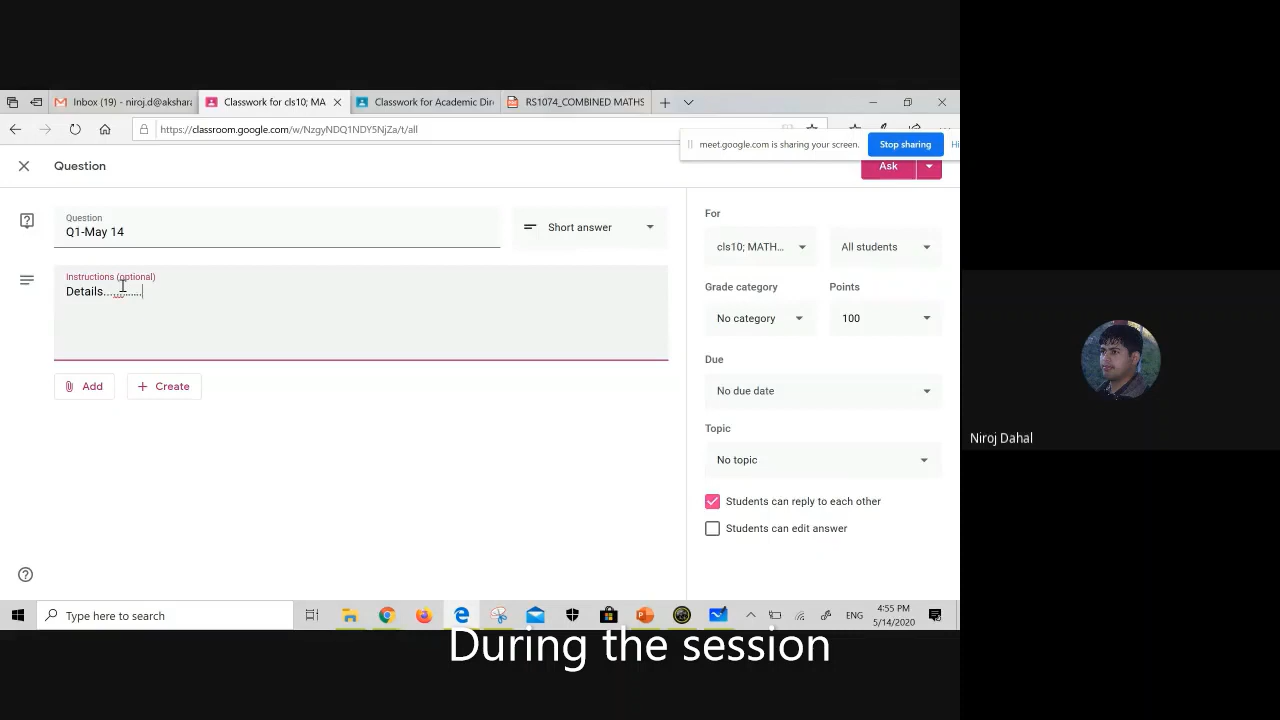 Inbox (19) - niroj.d@akshara
Classwork for cls10; MA
Classwork for Academic Dir
RS1074_COMBINED MATHS
https://classroom.google.com/w/NzgyNDQ1NDY5NjZa/t/all
meet.google.com is sharing your screen.
Stop sharing
Hi
Question
Ask
Question
Q1-May 14
Short answer
Instructions (optional)
Details.............
Add
Create
For
cls10; MATH...
All students
Grade category
Points
No category
100
Due
No due date
Topic
No topic
Students can reply to each other
Students can edit answer
Niroj Dahal
Type here to search
ENG
4:55 PM
5/14/2020
During the session